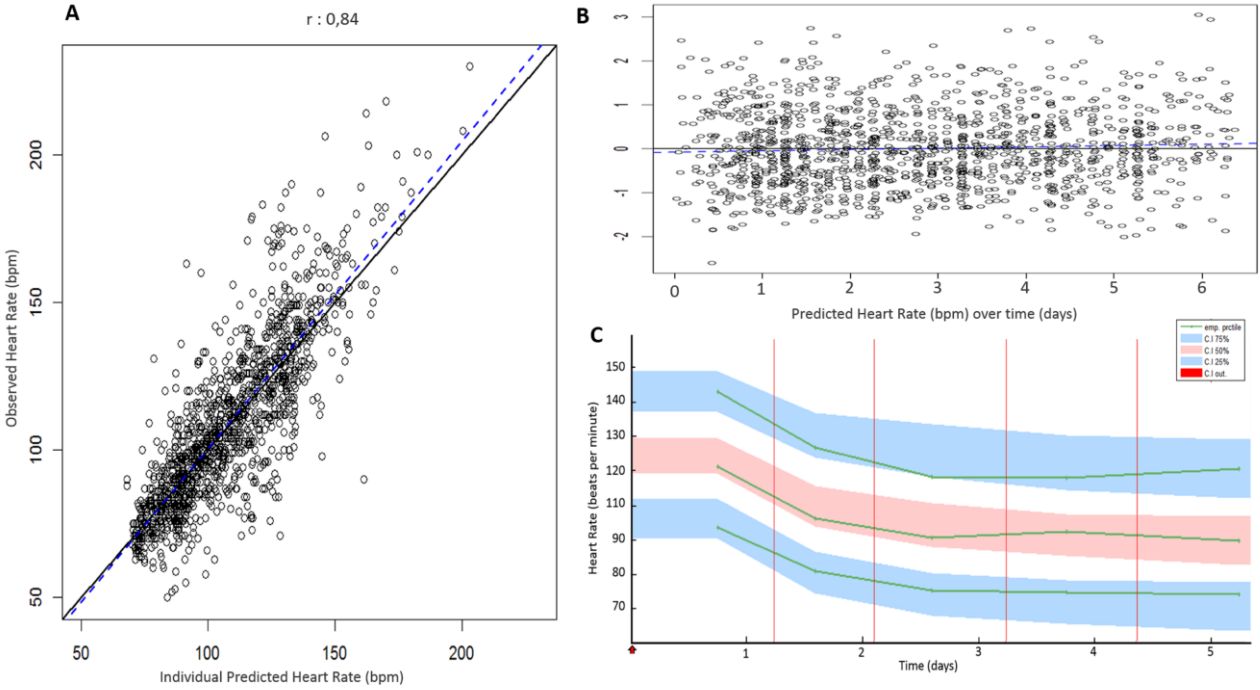 A
r : 0,84
200
150
100
50
Observed Heart Rate (bpm)
50 100 150 200
Individual Predicted Heart Rate (bpm)
B
3
2
1
0
-1
-2
0 1 2 3 4 5 6
Predicted Heart Rate (bpm) over time (days)
C
emp. prctile
C.I 75%
C.I 50%
C.I 25%
C.I out.
150
140
130
120
110
100
90
80
70
Heart Rate (beats per minute)
1 2 3 4 5
Time (days)